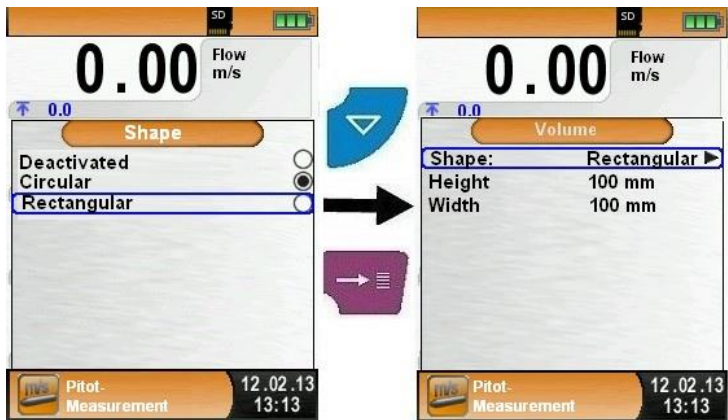 SD
0.00 Flow
m/s
0.0
Shape
Deactivated
Circular
Rectangular
m/s Pitot-
Measurement
12.02.13
13:13
SD
0.00 Flow
m/s
0.0
Volume
Shape: Rectangular
Height 100 mm
Width 100 mm
m/s Pitot-
Measurement
12.02.13
13:13